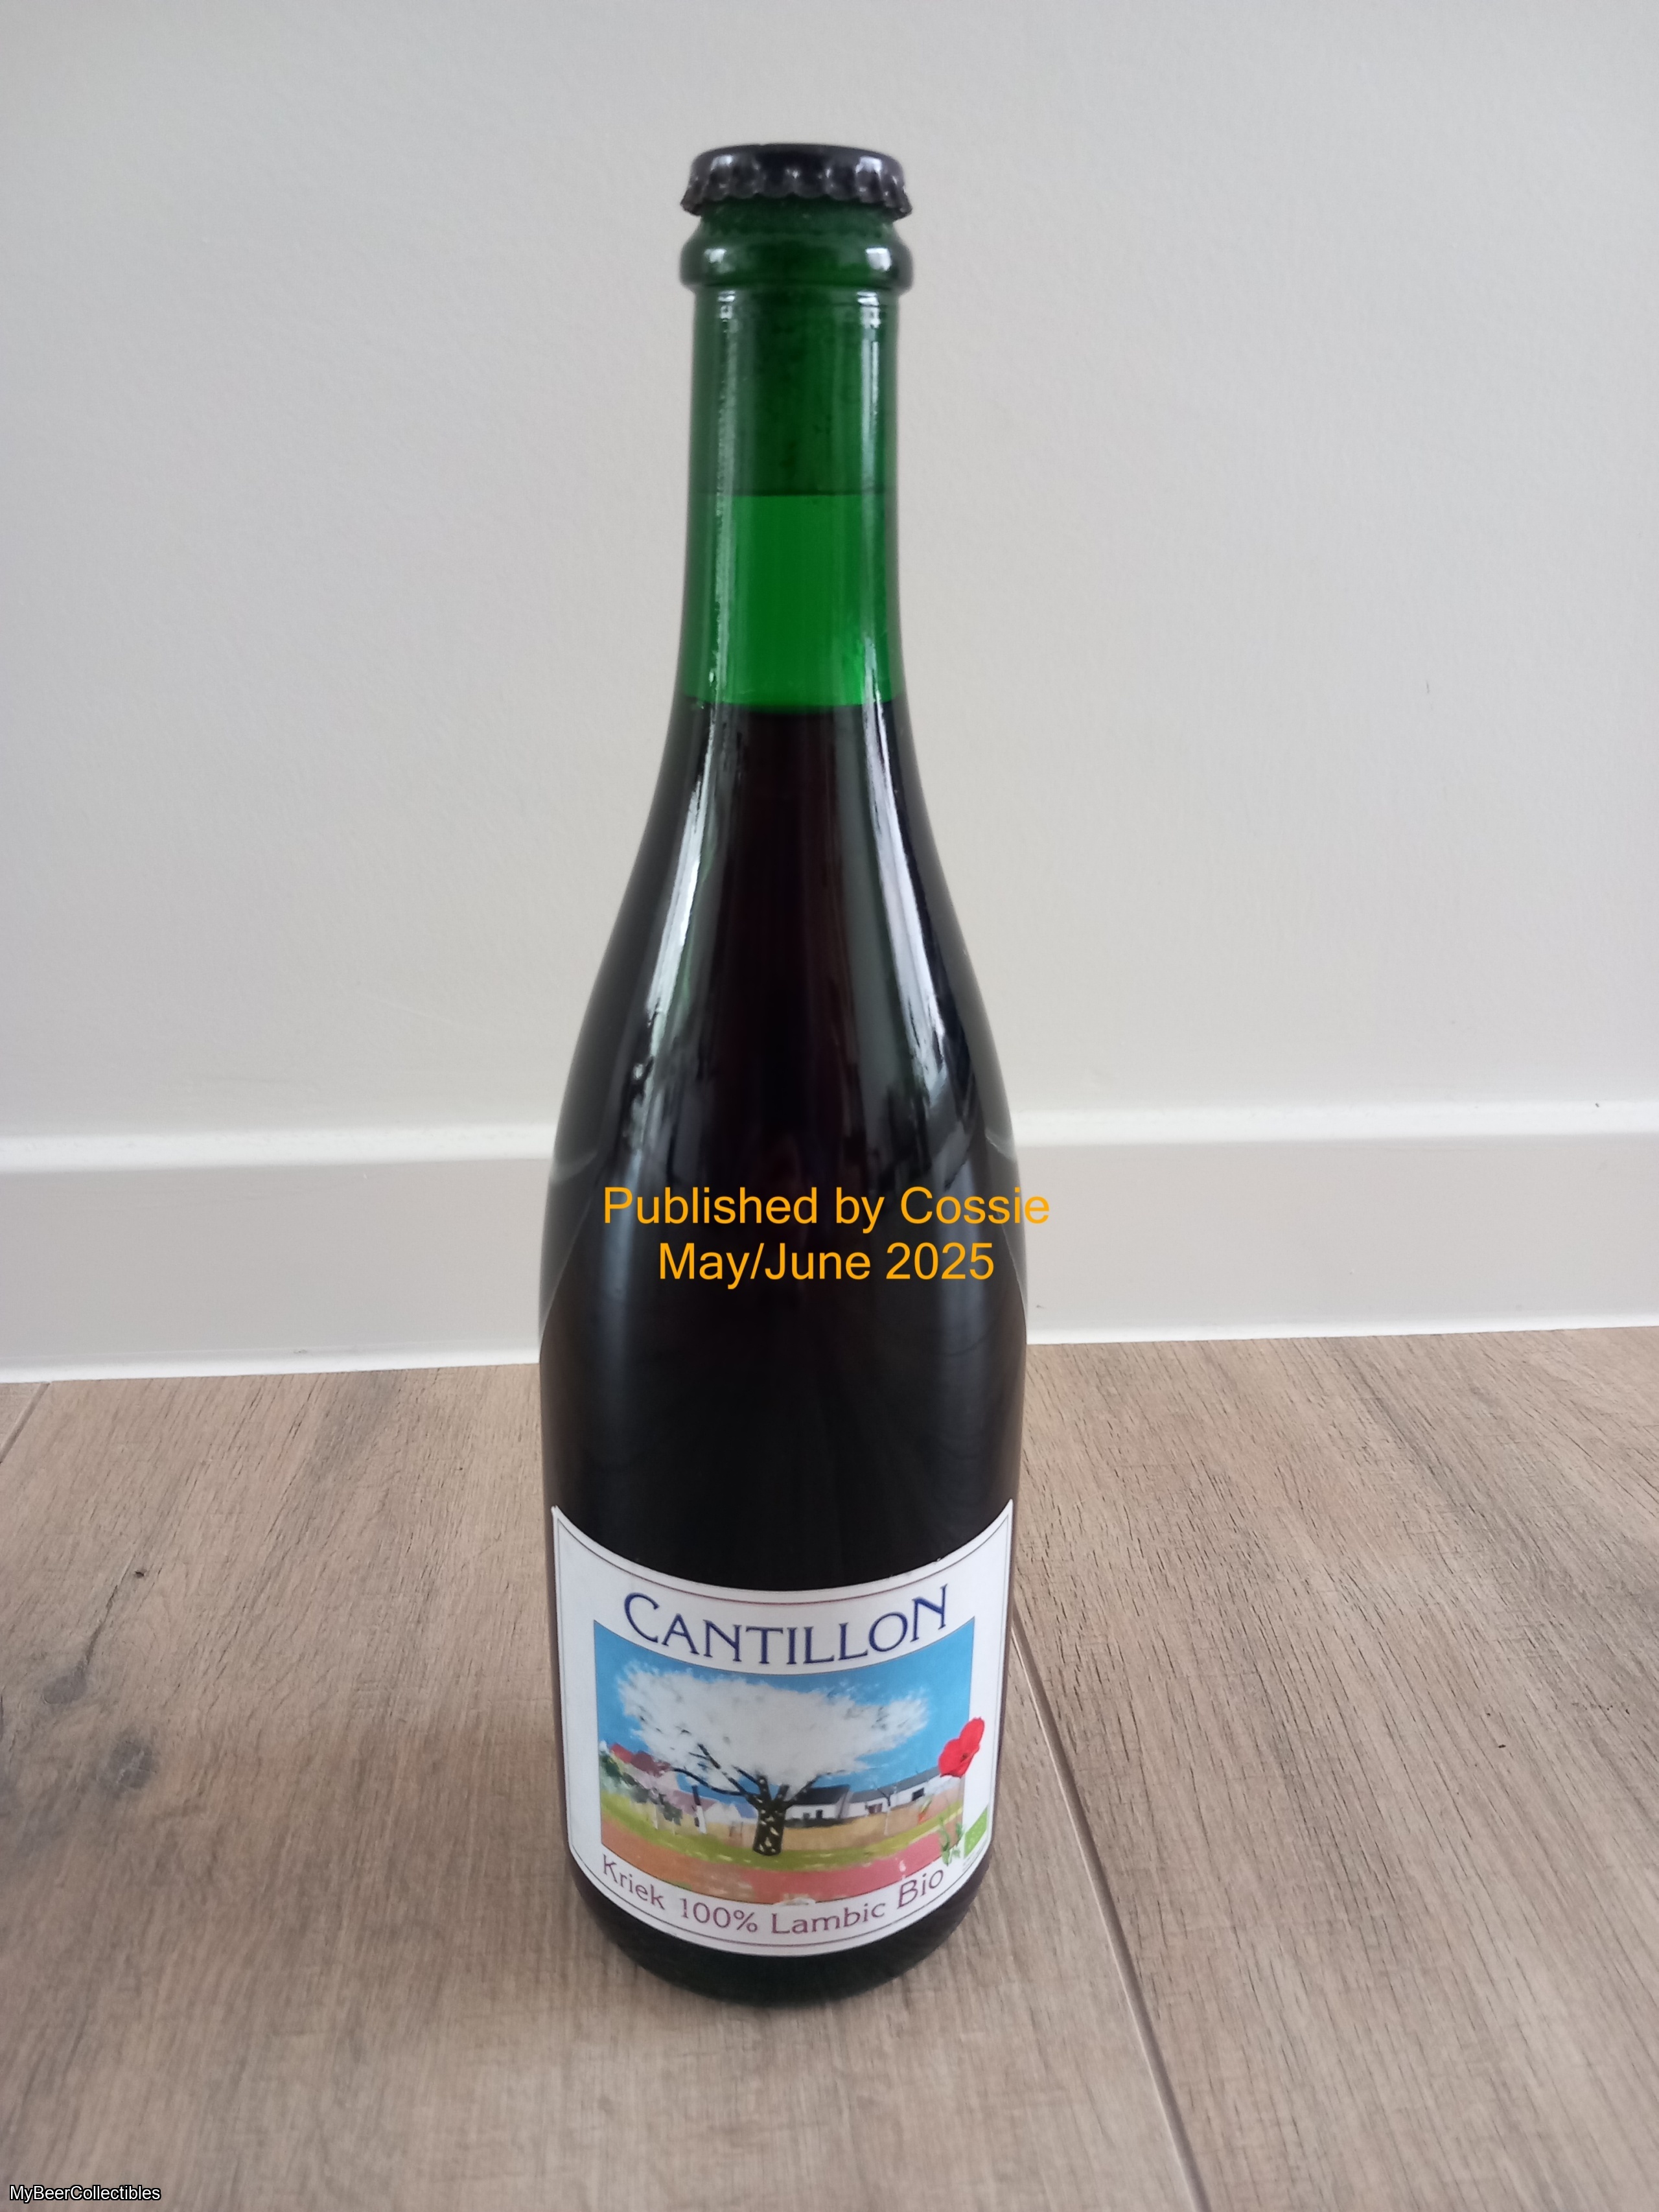 Published by Cossie
May/June 2025
CANTILLON
Kriek 100% Lambic Bio
MyBeerCollectibles